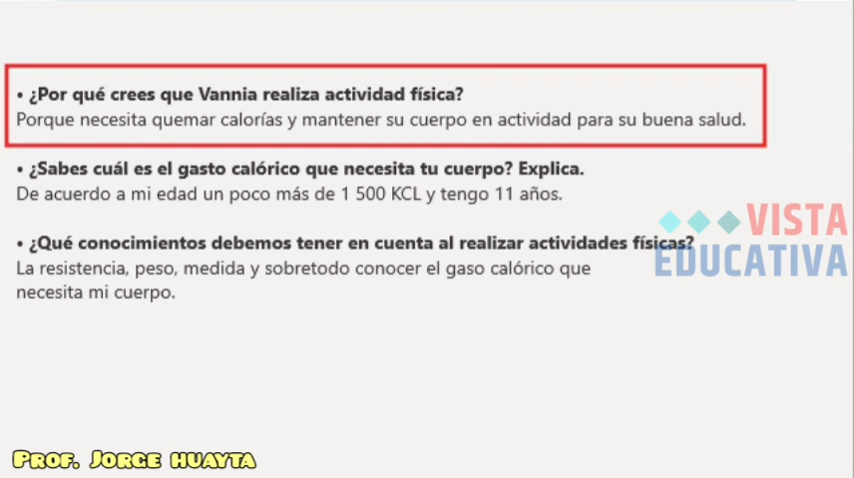 • ¿Por qué crees que Vannia realiza actividad física?
Porque necesita quemar calorías y mantener su cuerpo en actividad para su buena salud.
• ¿Sabes cuál es el gasto calórico que necesita tu cuerpo? Explica.
De acuerdo a mi edad un poco más de 1 500 KCL y tengo 11 años.
• ¿Qué conocimientos debemos tener en cuenta al realizar actividades físicas?
La resistencia, peso, medida y sobretodo conocer el gaso calórico que
necesita mi cuerpo.
VISTA
EDUCATIVA
PROF. JORGE HUAYTA